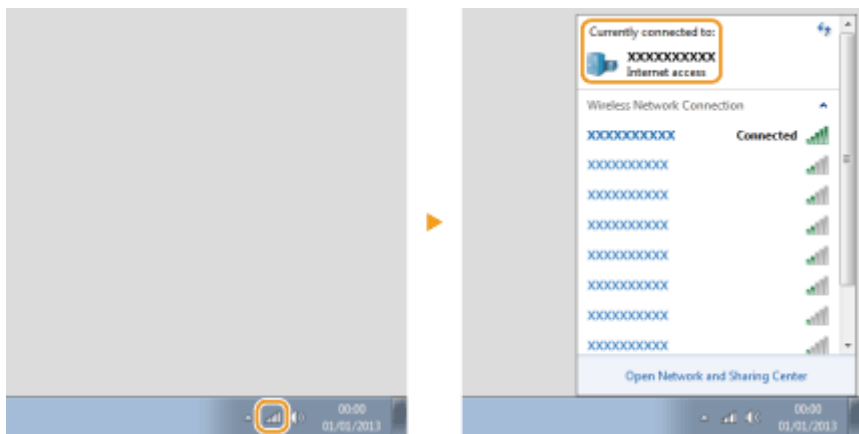 00:00
01/01/2013
Currently connected to:
XXXXXXXXXX
Internet access
Wireless Network Connection
XXXXXXXXXX Connected
XXXXXXXXXX
XXXXXXXXXX
XXXXXXXXXX
XXXXXXXXXX
XXXXXXXXXX
XXXXXXXXXX
XXXXXXXXXX
Open Network and Sharing Center
00:00
01/01/2013